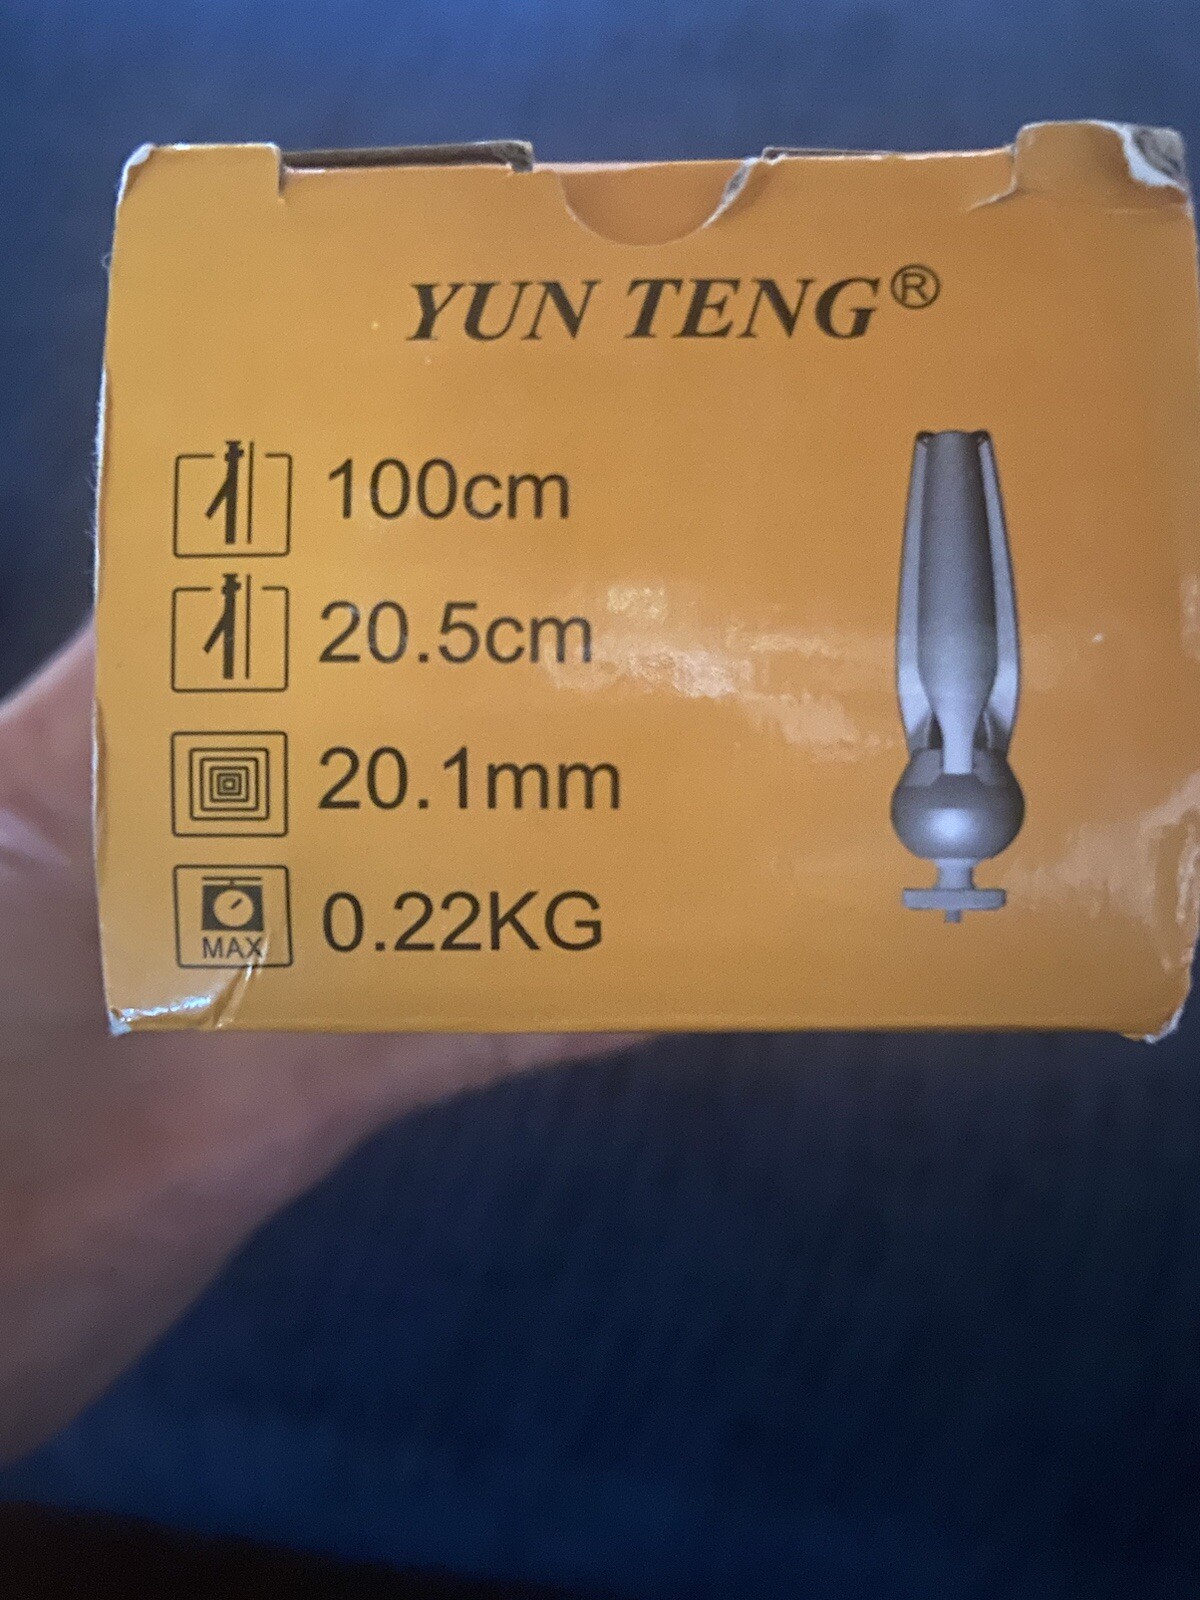 YUN TENG®
100cm
20.5cm
20.1mm
MAX
0.22KG